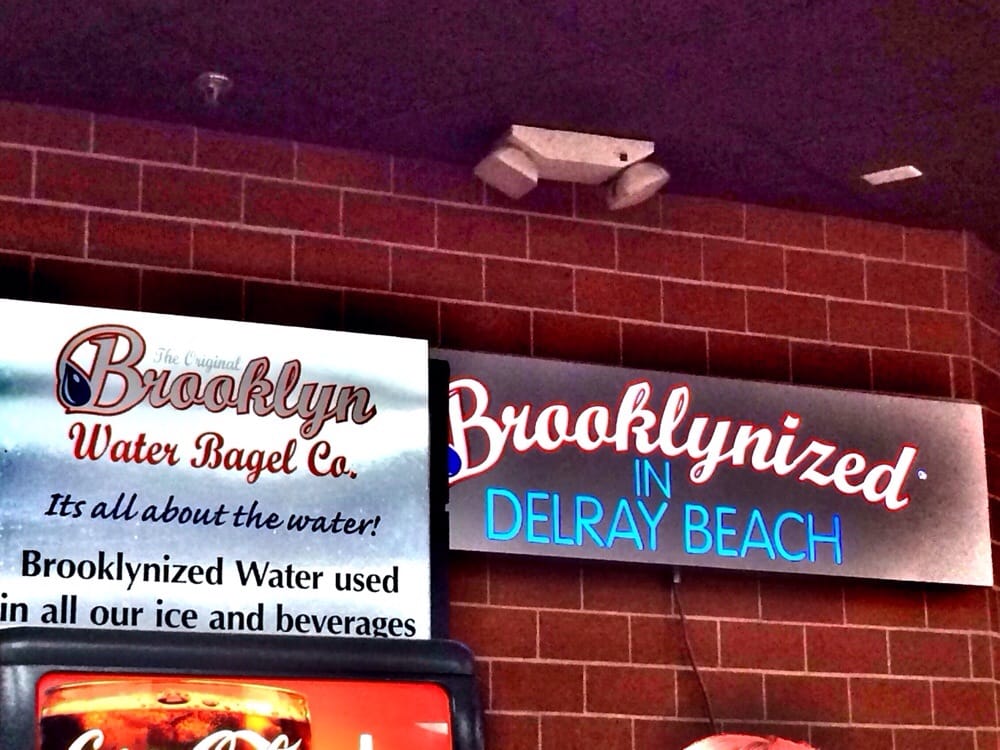 The Original
Brooklyn
Water Bagel Co.
Its all about the water!
Brooklynized Water used
in all our ice and beverages
Brooklynized
IN
DELRAY BEACH